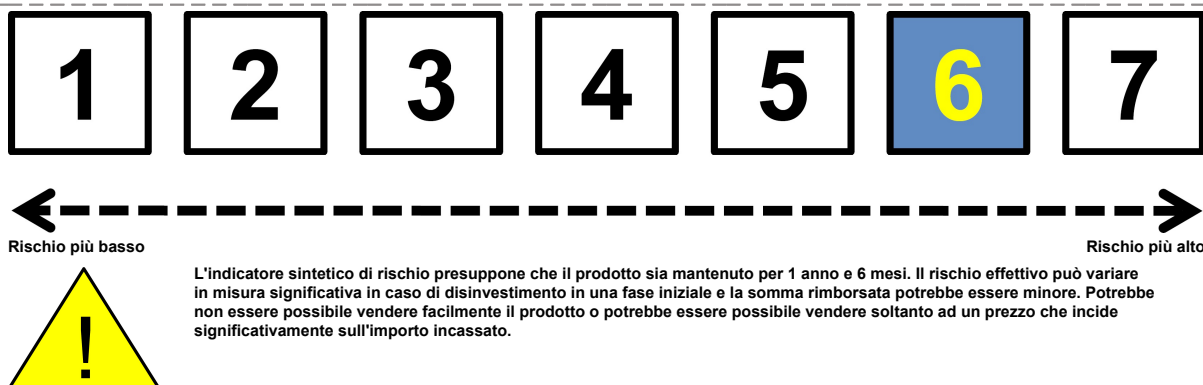 1 2 3 4 5 6 7
Rischio più basso Rischio più alto
L'indicatore sintetico di rischio presuppone che il prodotto sia mantenuto per 1 anno e 6 mesi. Il rischio effettivo può variare
in misura significativa in caso di disinvestimento in una fase iniziale e la somma rimborsata potrebbe essere minore. Potrebbe
non essere possibile vendere facilmente il prodotto o potrebbe essere possibile vendere soltanto ad un prezzo che incide
significativamente sull'importo incassato.
!